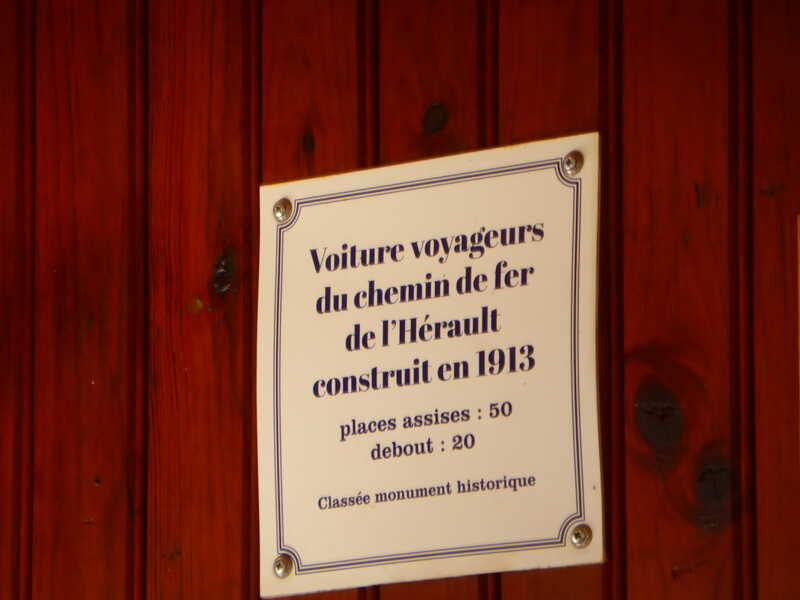 Voiture voyageurs
du chemin de fer
de l'Hérault
construit en 1913
places assises : 50
debout : 20
Classée monument historique